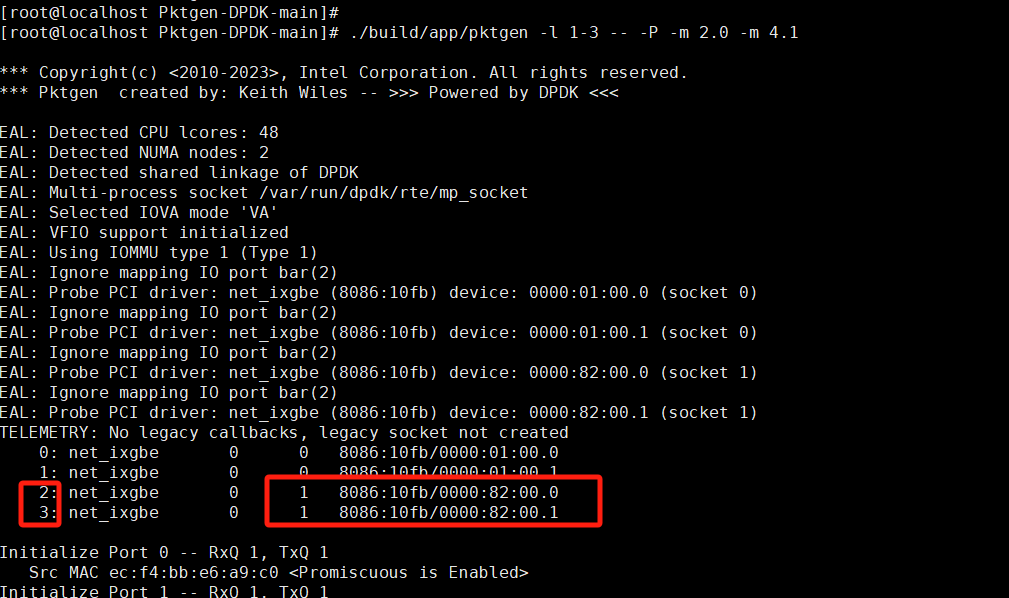 [root@localhost Pktgen-DPDK-main]#
[root@localhost Pktgen-DPDK-main]# ./build/app/pktgen -l 1-3 -- -P -m 2.0 -m 4.1
*** Copyright(c) <2010-2023>, Intel Corporation. All rights reserved.
*** Pktgen  created by: Keith Wiles -- >>> Powered by DPDK <<<
EAL: Detected CPU lcores: 48
EAL: Detected NUMA nodes: 2
EAL: Detected shared linkage of DPDK
EAL: Multi-process socket /var/run/dpdk/rte/mp_socket
EAL: Selected IOVA mode 'VA'
EAL: VFIO support initialized
EAL: Using IOMMU type 1 (Type 1)
EAL: Ignore mapping IO port bar(2)
EAL: Probe PCI driver: net_ixgbe (8086:10fb) device: 0000:01:00.0 (socket 0)
EAL: Ignore mapping IO port bar(2)
EAL: Probe PCI driver: net_ixgbe (8086:10fb) device: 0000:01:00.1 (socket 0)
EAL: Ignore mapping IO port bar(2)
EAL: Probe PCI driver: net_ixgbe (8086:10fb) device: 0000:82:00.0 (socket 1)
EAL: Ignore mapping IO port bar(2)
EAL: Probe PCI driver: net_ixgbe (8086:10fb) device: 0000:82:00.1 (socket 1)
TELEMETRY: No legacy callbacks, legacy socket not created
    0: net_ixgbe       0      0   8086:10fb/0000:01:00.0
    1: net_ixgbe       0      0   8086:10fb/0000:01:00.1
    2: net_ixgbe       0      1   8086:10fb/0000:82:00.0
    3: net_ixgbe       0      1   8086:10fb/0000:82:00.1
Initialize Port 0 -- RxQ 1, TxQ 1
   Src MAC ec:f4:bb:e6:a9:c0 <Promiscuous is Enabled>
Initialize Port 1 -- RxQ 1, TxQ 1